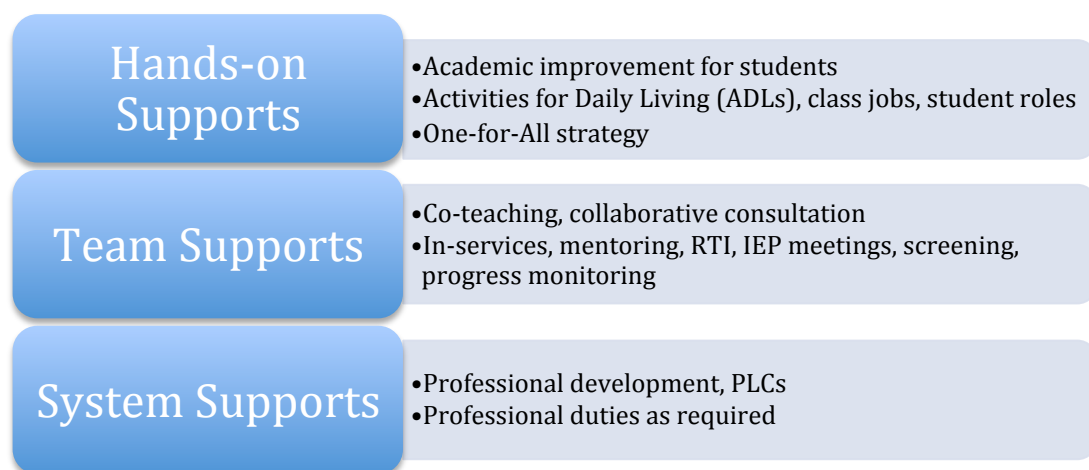 Hands-on
Supports
•Academic improvement for students
•Activities for Daily Living (ADLs), class jobs, student roles
•One-for-All strategy
Team Supports
•Co-teaching, collaborative consultation
•In-services, mentoring, RTI, IEP meetings, screening,
progress monitoring
System Supports
•Professional development, PLCs
•Professional duties as required